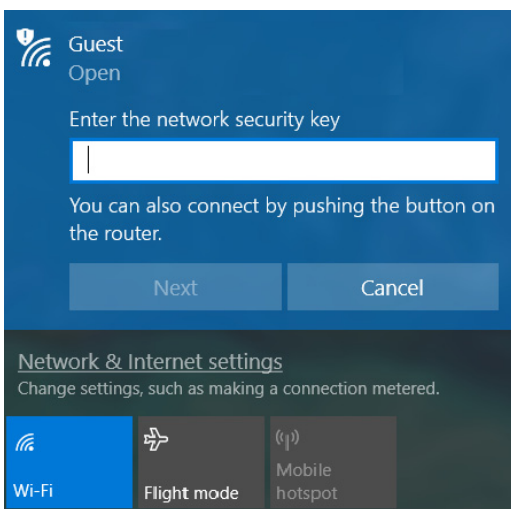 Guest
Open
Enter the network security key
You can also connect by pushing the button on
the router.
Next
Cancel
Network & Internet settings
Change settings, such as making a connection metered.
Wi-Fi
Flight mode
Mobile
hotspot